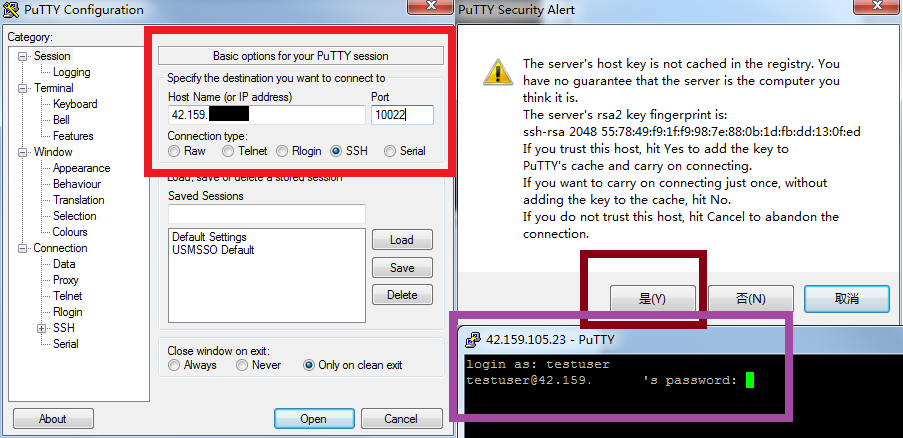 PuTTY Configuration
Category:
Session
Logging
Terminal
Keyboard
Bell
Features
Window
Appearance
Behaviour
Translation
Selection
Colours
Connection
Data
Proxy
Telnet
Rlogin
SSH
Serial
Basic options for your PuTTY session
Specify the destination you want to connect to
Host Name (or IP address)
Port
42.159.
10022
Connection type:
Raw
Telnet
Rlogin
SSH
Serial
Load, save or delete a stored session
Saved Sessions
Default Settings
USMSSO Default
Load
Save
Delete
Close window on exit:
Always
Never
Only on clean exit
About
Open
Cancel
PuTTY Security Alert
The server's host key is not cached in the registry. You
have no guarantee that the server is the computer you
think it is.
The server's rsa2 key fingerprint is:
ssh-rsa 2048 55:78:49:f9:1f:f9:98:7e:88:0b:1d:fb:dd:13:0f:ed
If you trust this host, hit Yes to add the key to
PuTTY's cache and carry on connecting.
If you want to carry on connecting just once, without
adding the key to the cache, hit No.
If you do not trust this host, hit Cancel to abandon the
connection.
是(Y)
否(N)
取消
42.159.105.23 - PuTTY
login as: testuser
testuser@42.159. 's password: